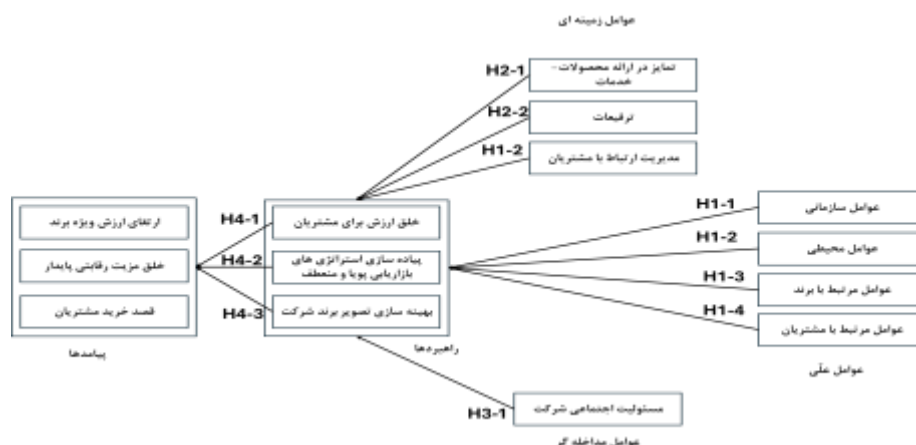 عوامل زمینه ای
H2-1
تمایز در ارائه محصولات-
خدمات
H2-2
ترفیعات
H1-2
مدیریت ارتباط با مشتریان
H1-1
عوامل سازمانی
H1-2
عوامل محیطی
H1-3
عوامل مرتبط با برند
H1-4
عوامل مرتبط با مشتریان
عوامل علّی
خلق ارزش برای مشتریان
پیاده سازی استراتژی های
بازاریابی پویا و منعطف
بهینه سازی تصویر برند شرکت
راهبردها
H4-1
H4-2
H4-3
ارتقای ارزش ویژه برند
خلق مزیت رقابتی پایدار
قصد خرید مشتریان
پیامدها
H3-1
مسئولیت اجتماعی شرکت
عوامل مداخله گر